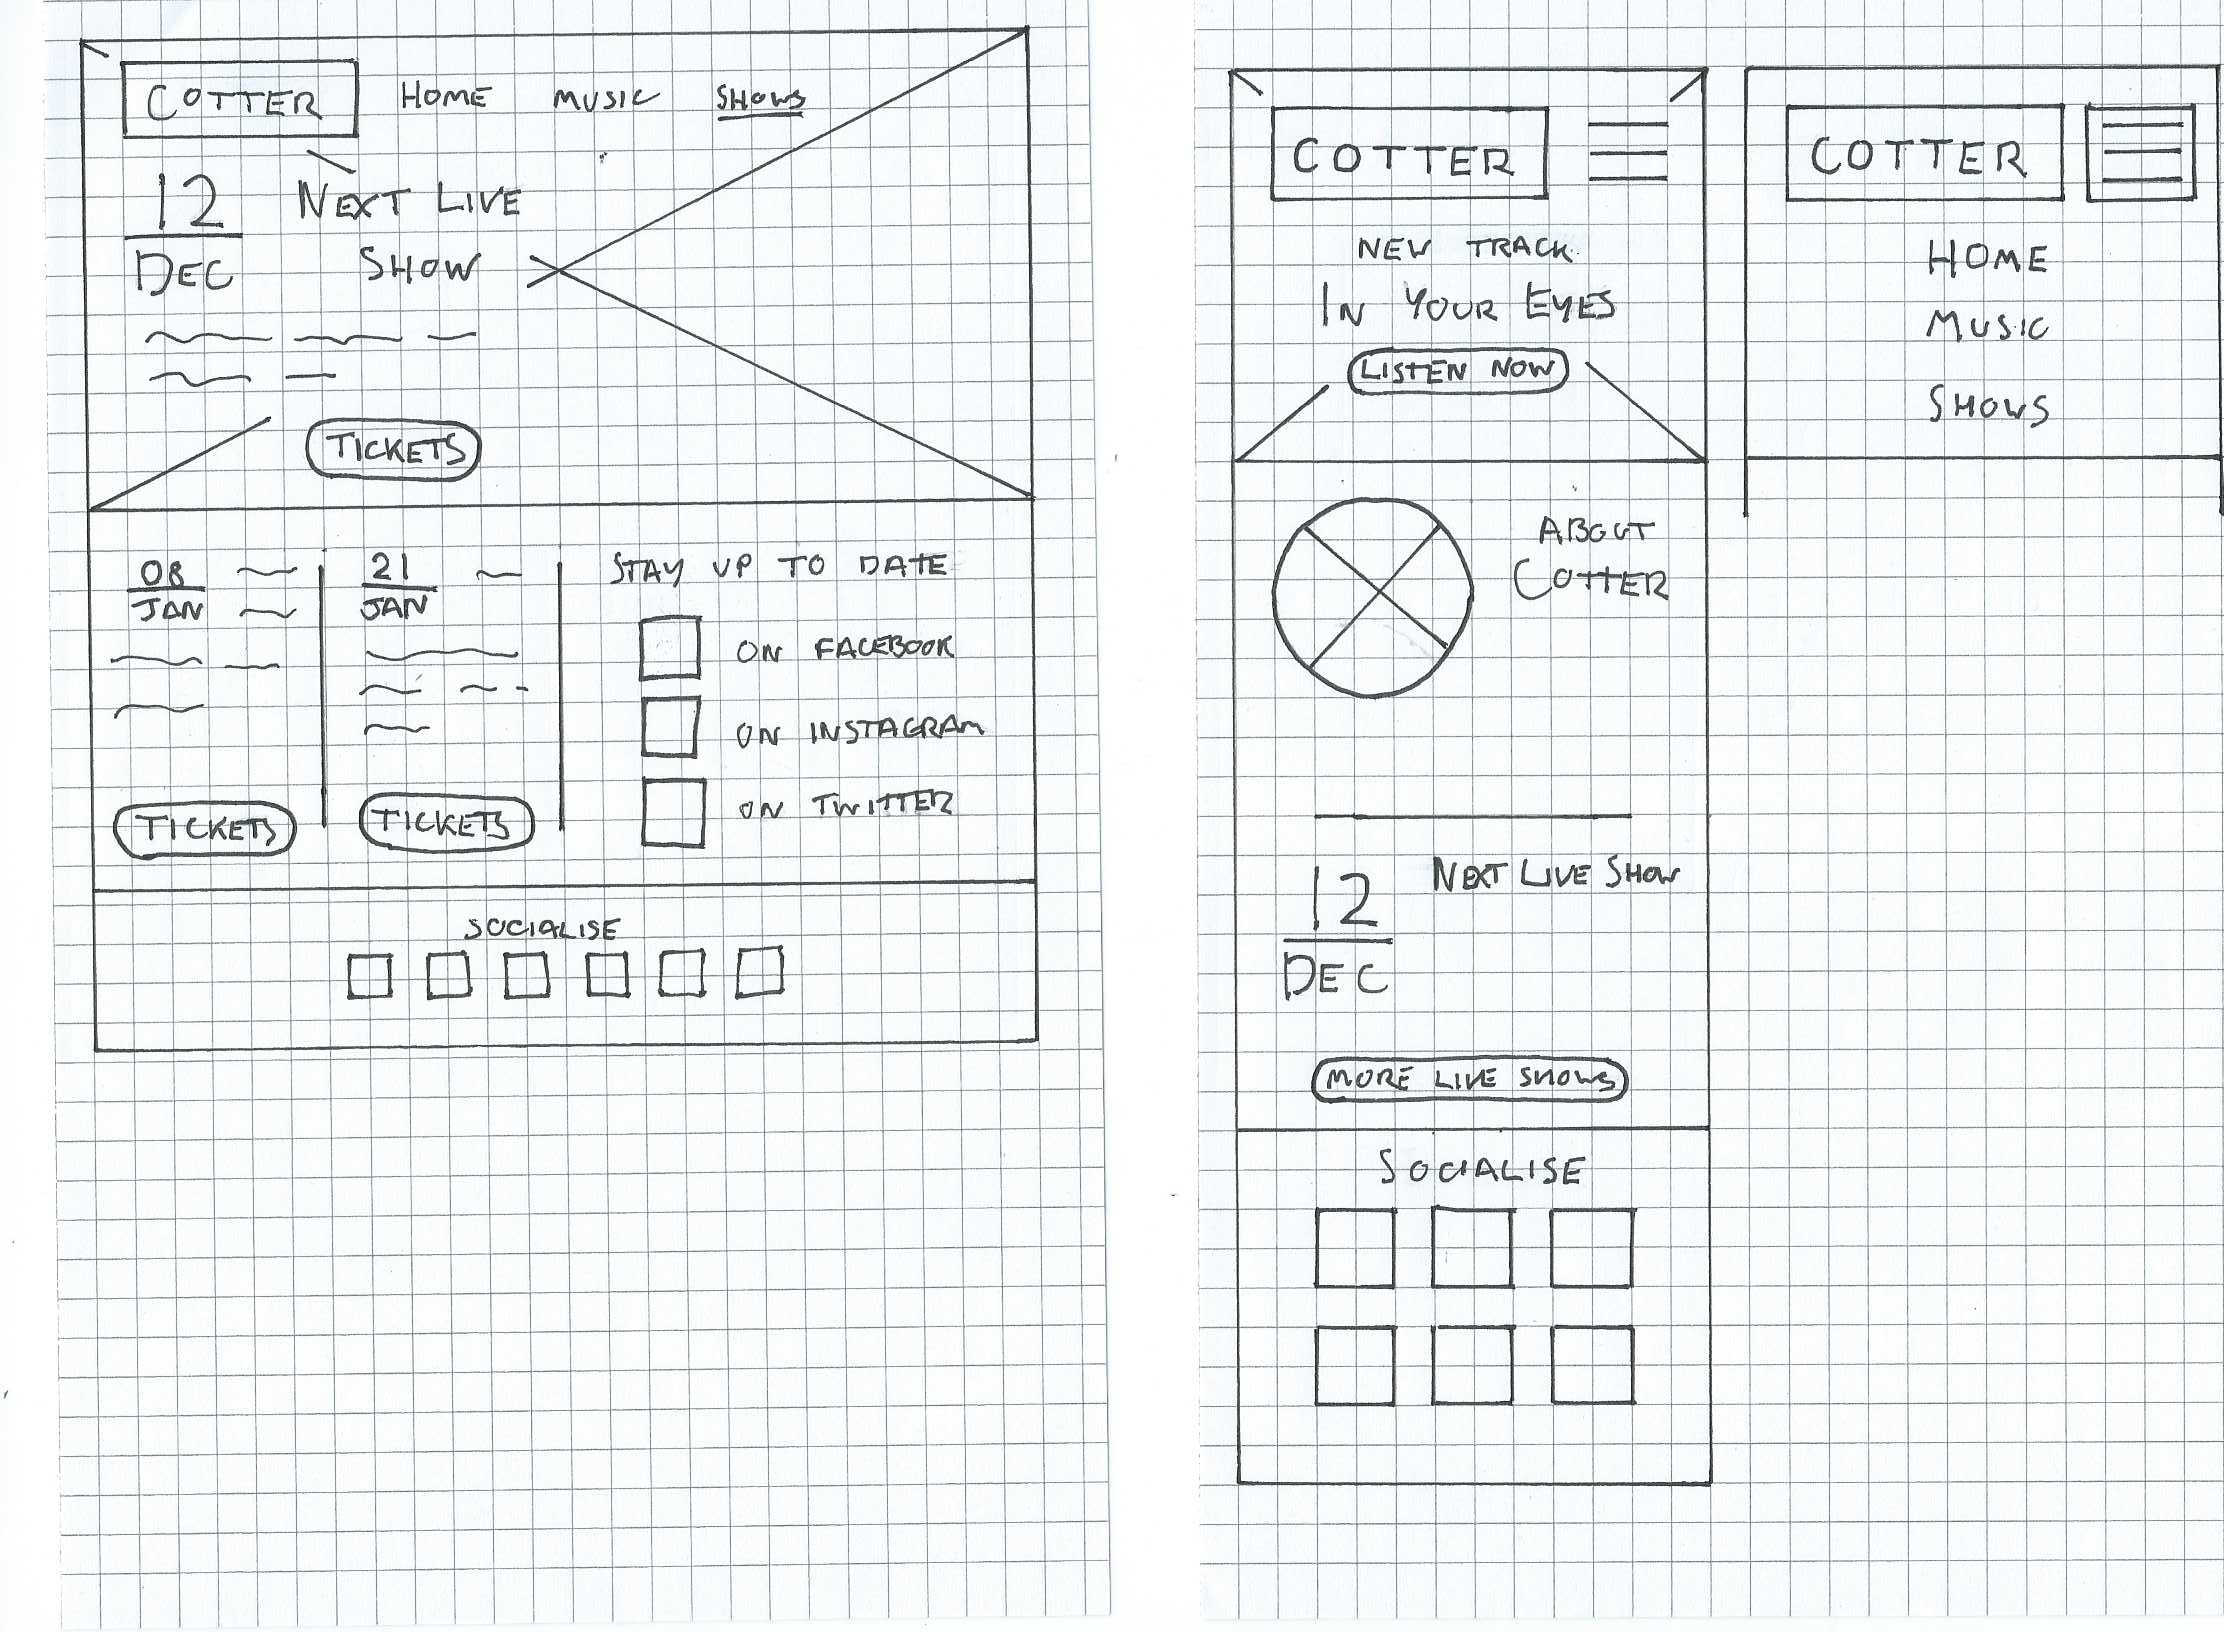 COTTER HOME MUSIC SHOWS
12 NEXT LIVE
DEC SHOW
TICKETS
08
JAN
TICKETS
21
JAN
TICKETS
STAY UP TO DATE
ON FACEBOOK
ON INSTAGRAM
ON TWITTER
SOCIALISE
COTTER
NEW TRACK
IN YOUR EYES
LISTEN NOW
ABOUT
COTTER
12
DEC
NEXT LIVE SHOW
MORE LIVE SHOWS
SOCIALISE
COTTER
HOME
MUSIC
SHOWS